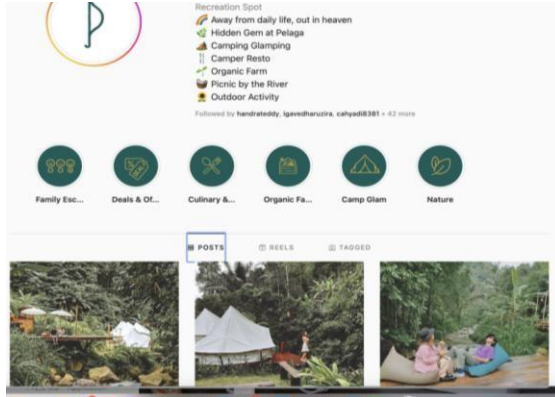 Recreation Spot
🌈 Away from daily life, out in heaven
🌿 Hidden Gem at Pelaga
🏕 Camping Glamping
🍴 Camper Resto
🌱 Organic Farm
🧺 Picnic by the River
🌻 Outdoor Activity
Followed by handrateddy, igavedharuzira, cahyadi8381 + 42 more
Family Esc... Deals & Of... Culinary &... Organic Fa... Camp Glam Nature
POSTS REELS TAGGED